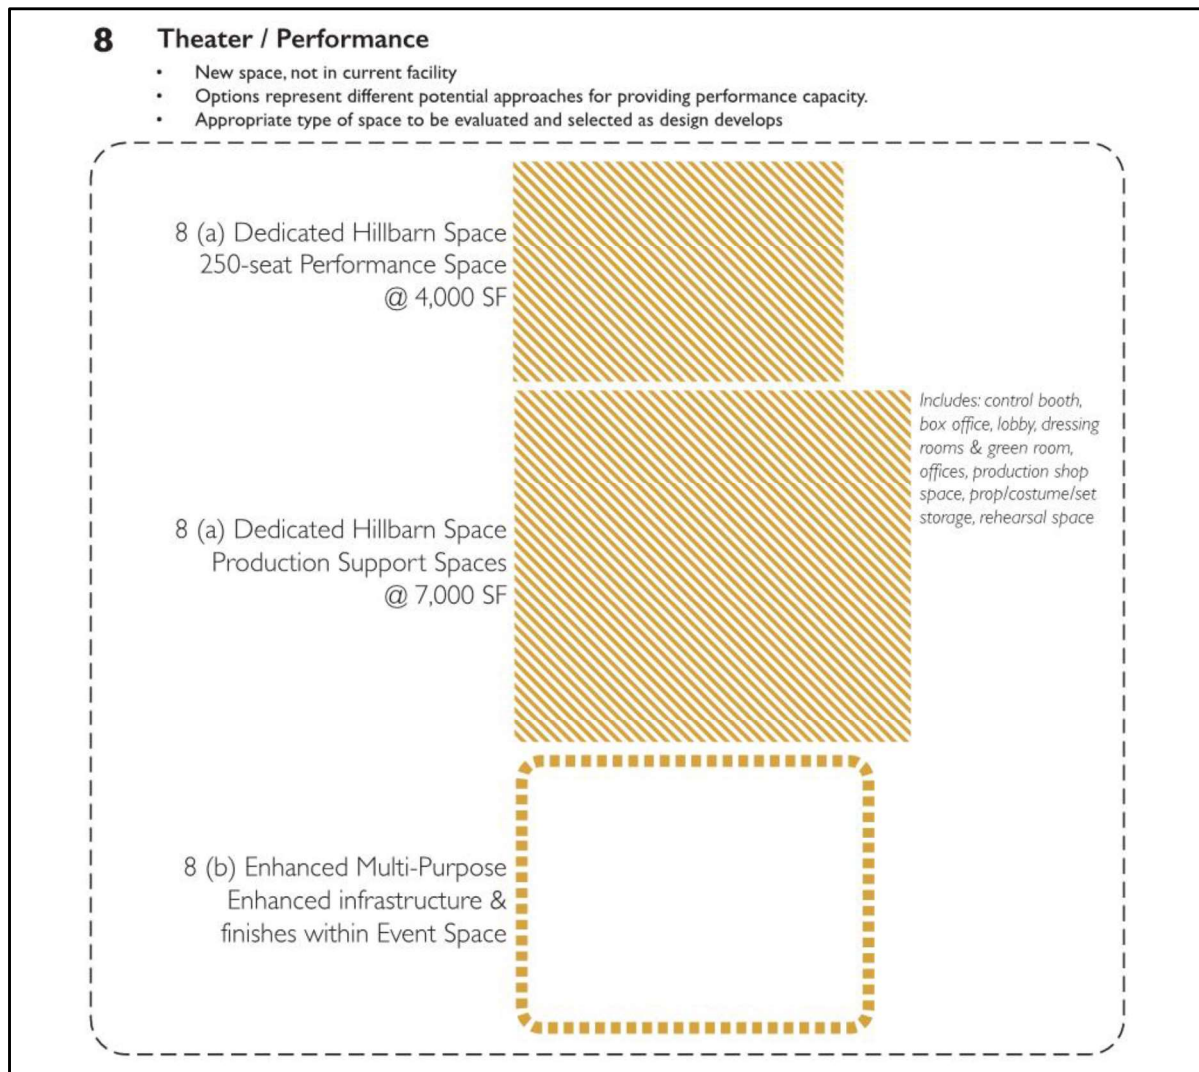 8 Theater / Performance
• New space, not in current facility
• Options represent different potential approaches for providing performance capacity.
• Appropriate type of space to be evaluated and selected as design develops
8 (a) Dedicated Hillbarn Space
250-seat Performance Space
@ 4,000 SF
Includes: control booth,
box office, lobby, dressing
rooms & green room,
offices, production shop
space, prop/costume/set
storage, rehearsal space
8 (a) Dedicated Hillbarn Space
Production Support Spaces
@ 7,000 SF
8 (b) Enhanced Multi-Purpose
Enhanced infrastructure &
finishes within Event Space